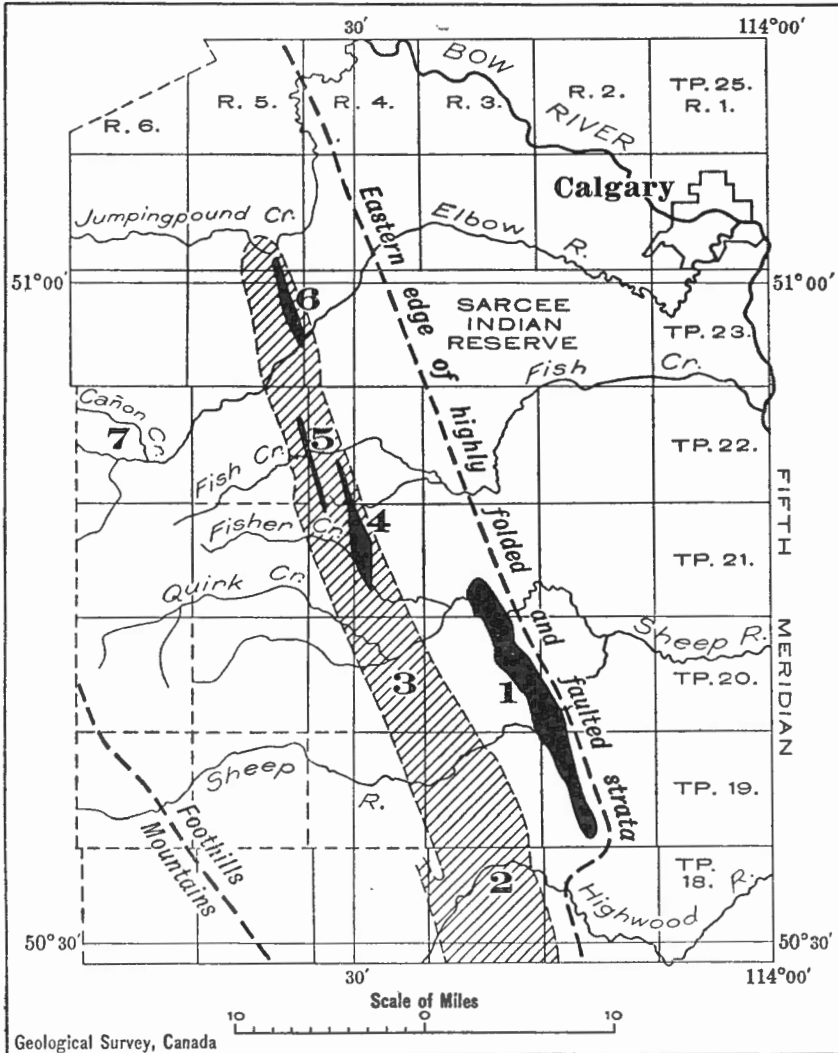 30'
114°00'
BOW
RIVER
R. 6.
R. 5.
R. 4.
R. 3.
R. 2.
TP. 25.
R. 1.
Calgary
Jumpingpound Cr.
Elbow
R.
Eastern edge of highly folded and faulted strata
51°00'
51°00'
6
SARCEE
INDIAN
RESERVE
TP. 23.
Fish Cr.
Cañon Cr.
7
5
TP. 22.
Fish Cr.
4
Fisher Cr.
TP. 21.
FIFTH MERIDIAN
Quirk Cr.
Sheep R.
3
1
TP. 20.
Sheep
R.
TP. 19.
Foothills
Mountains
2
TP.
18.
Highwood R.
50°30'
50°30'
30'
114°00'
Scale of Miles
10 0 10
Geological Survey, Canada